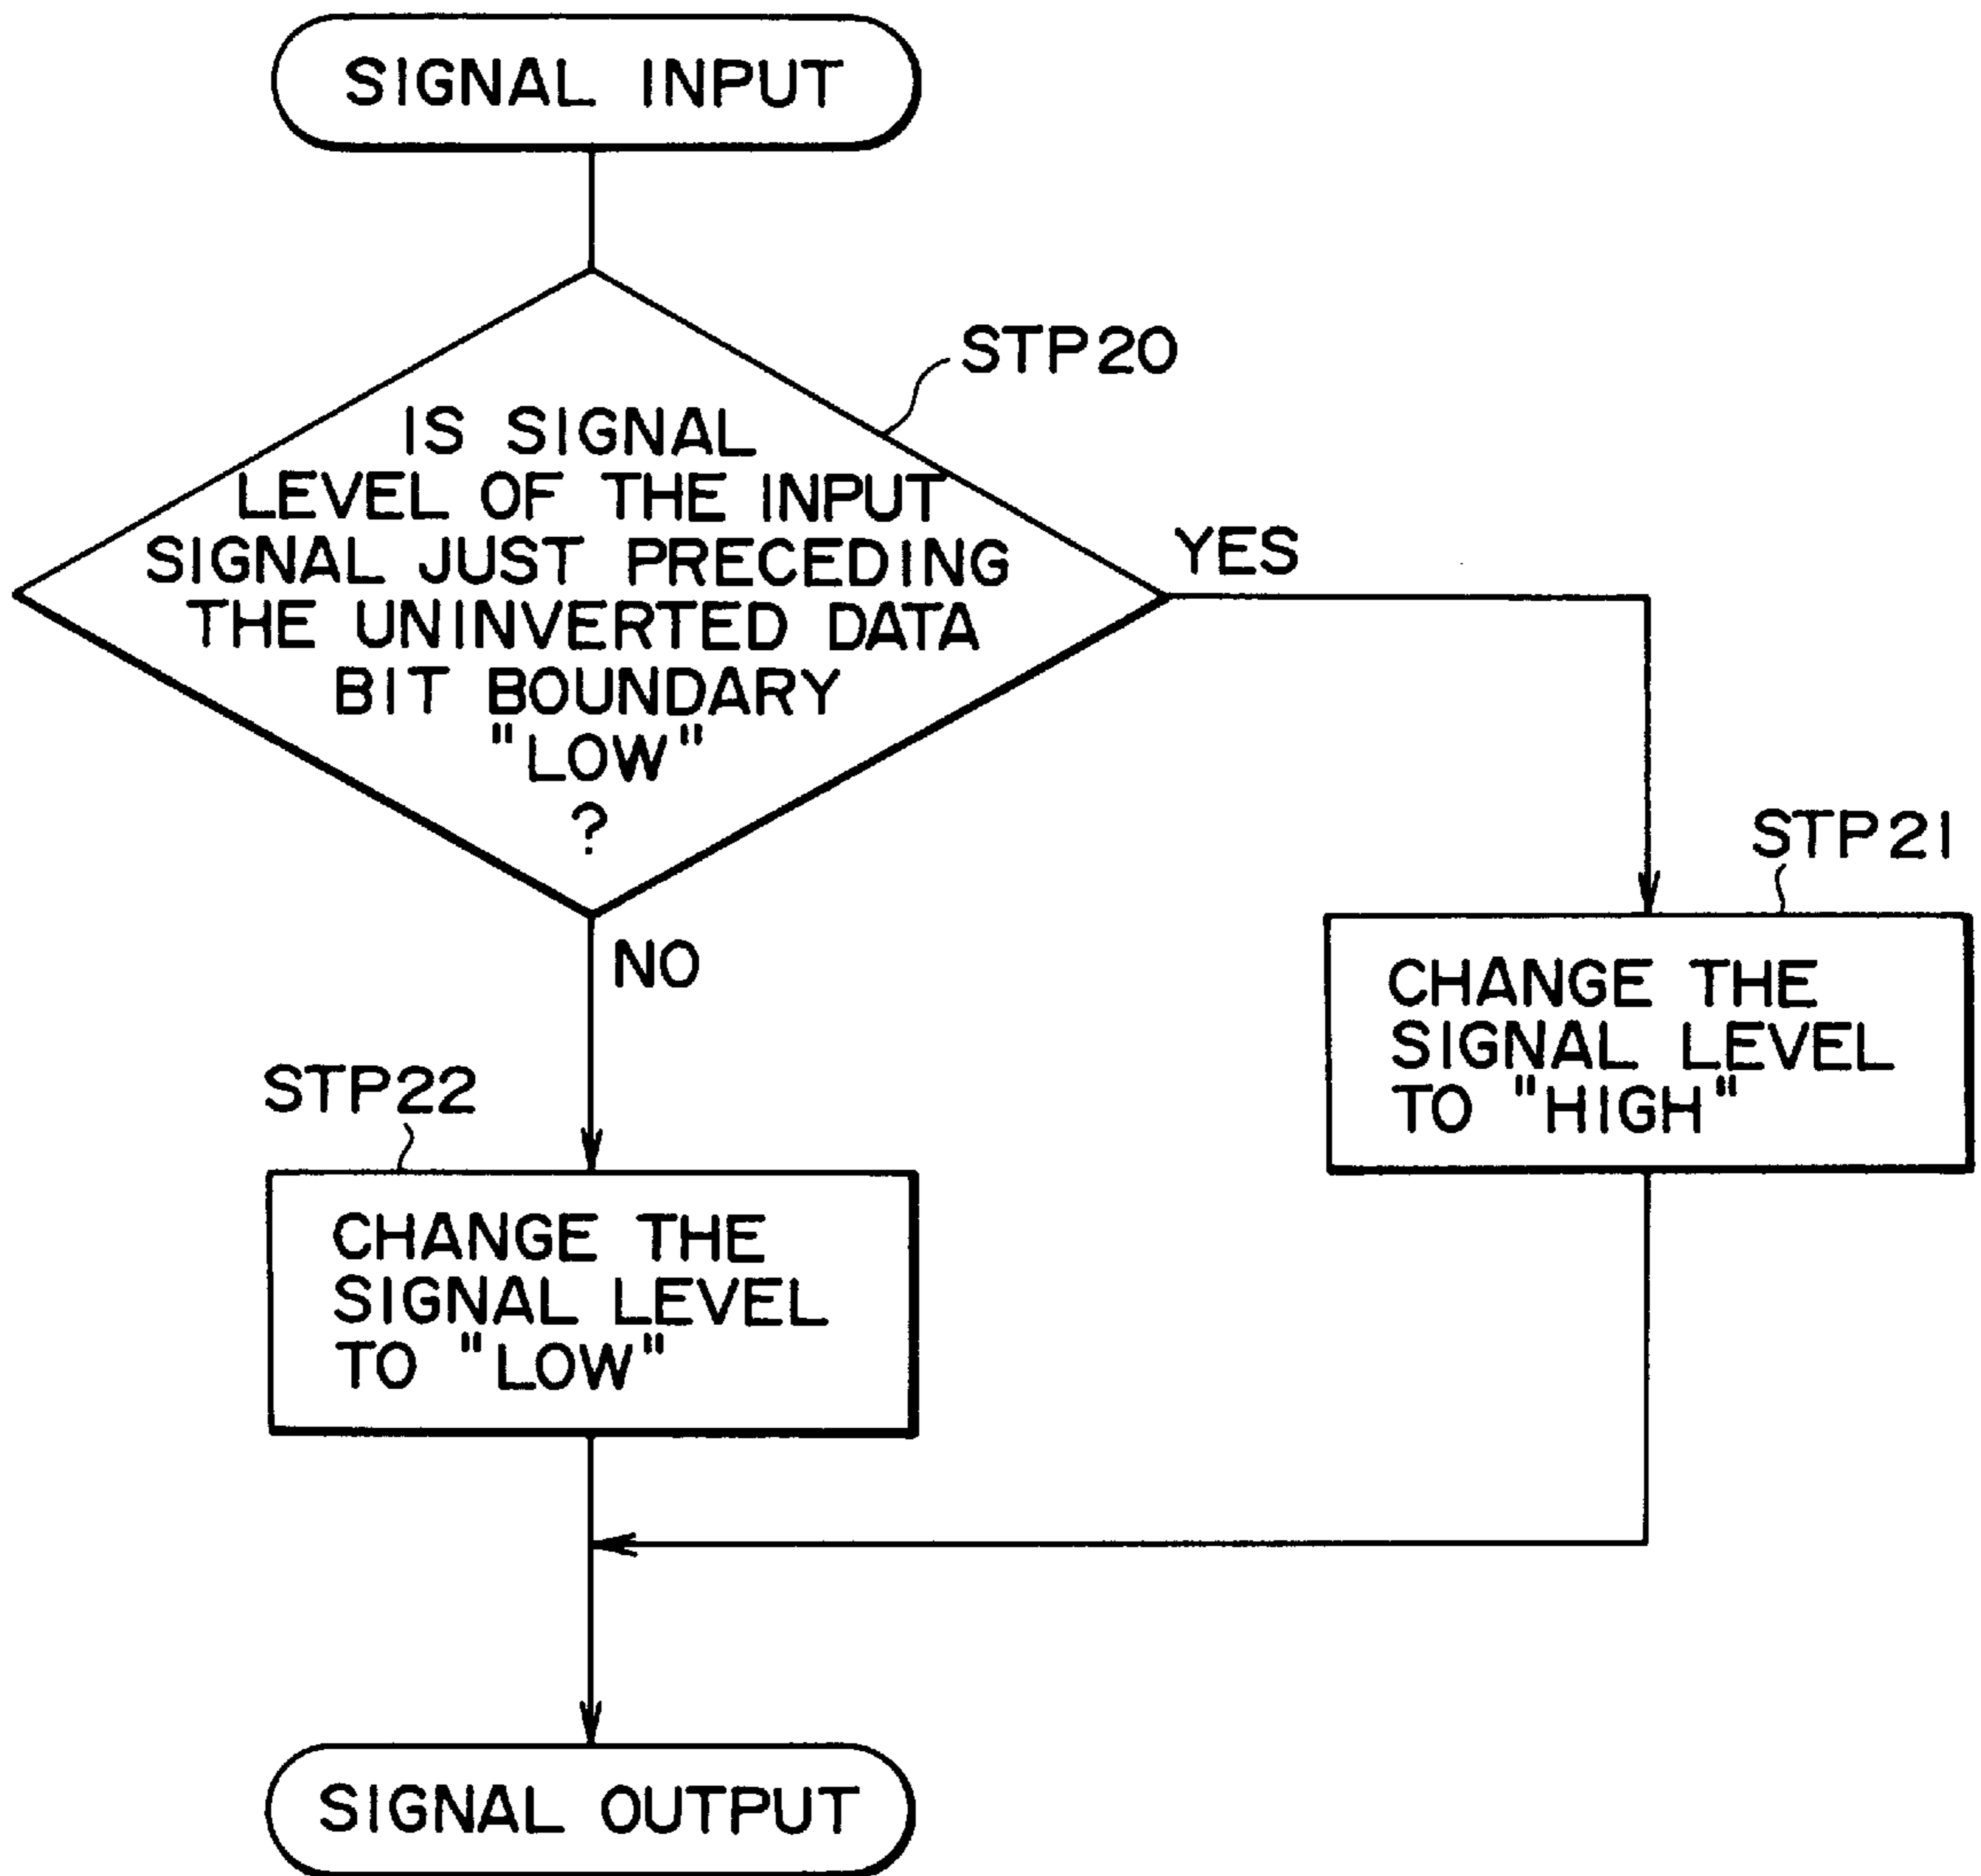 SIGNAL INPUT
STP20
IS SIGNAL
LEVEL OF THE INPUT
SIGNAL JUST PRECEDING
THE UNINVERTED DATA
BIT BOUNDARY
"LOW"
?
YES
NO
STP21
CHANGE THE
SIGNAL LEVEL
TO "HIGH"
STP22
CHANGE THE
SIGNAL LEVEL
TO "LOW"
SIGNAL OUTPUT